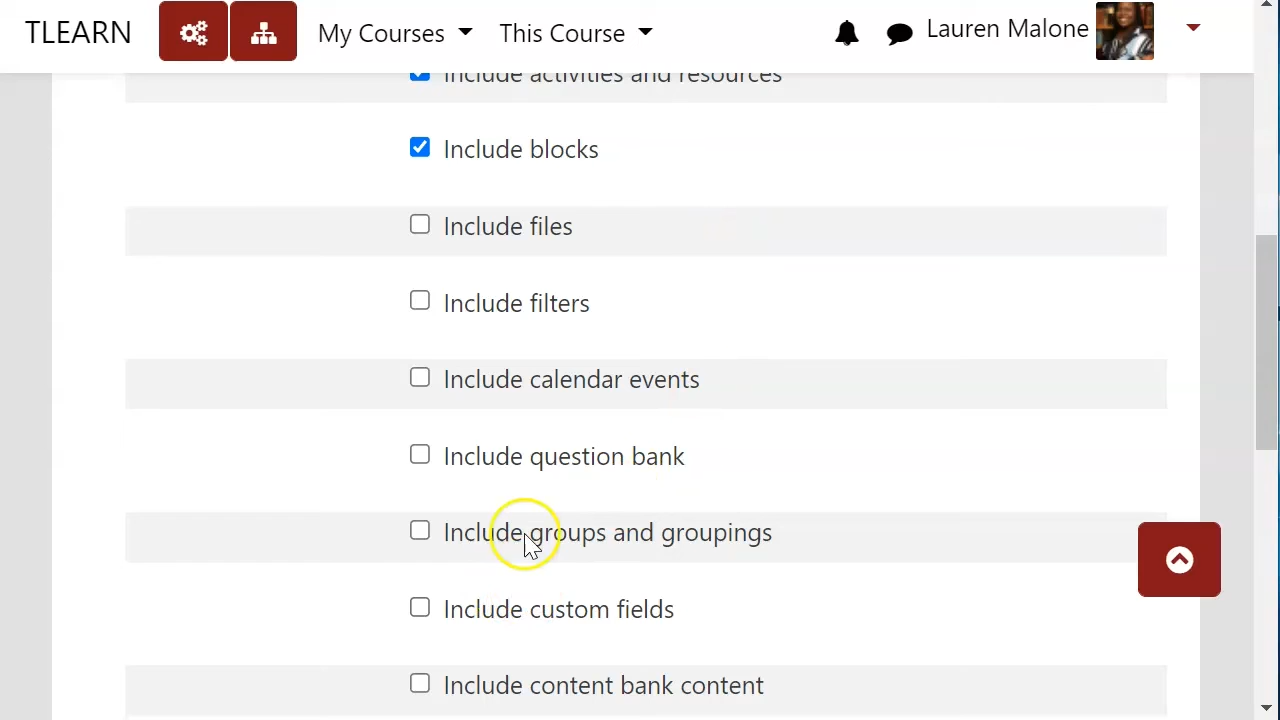 TLEARN My Courses This Course Lauren Malone
Include activities and resources
Include blocks
Include files
Include filters
Include calendar events
Include question bank
Include groups and groupings
Include custom fields
Include content bank content